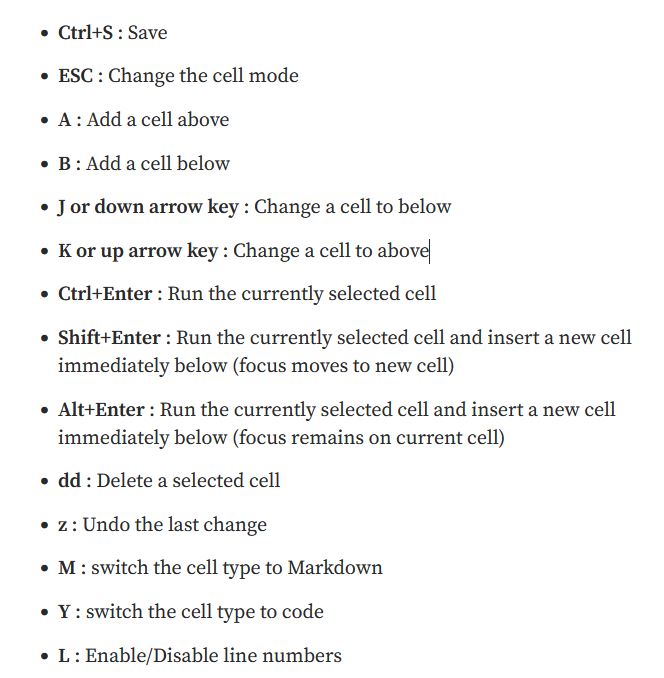 • Ctrl+S : Save
• ESC : Change the cell mode
• A : Add a cell above
• B : Add a cell below
• J or down arrow key : Change a cell to below
• K or up arrow key : Change a cell to above
• Ctrl+Enter : Run the currently selected cell
• Shift+Enter : Run the currently selected cell and insert a new cell
immediately below (focus moves to new cell)
• Alt+Enter : Run the currently selected cell and insert a new cell
immediately below (focus remains on current cell)
• dd : Delete a selected cell
• z : Undo the last change
• M : switch the cell type to Markdown
• Y : switch the cell type to code
• L : Enable/Disable line numbers